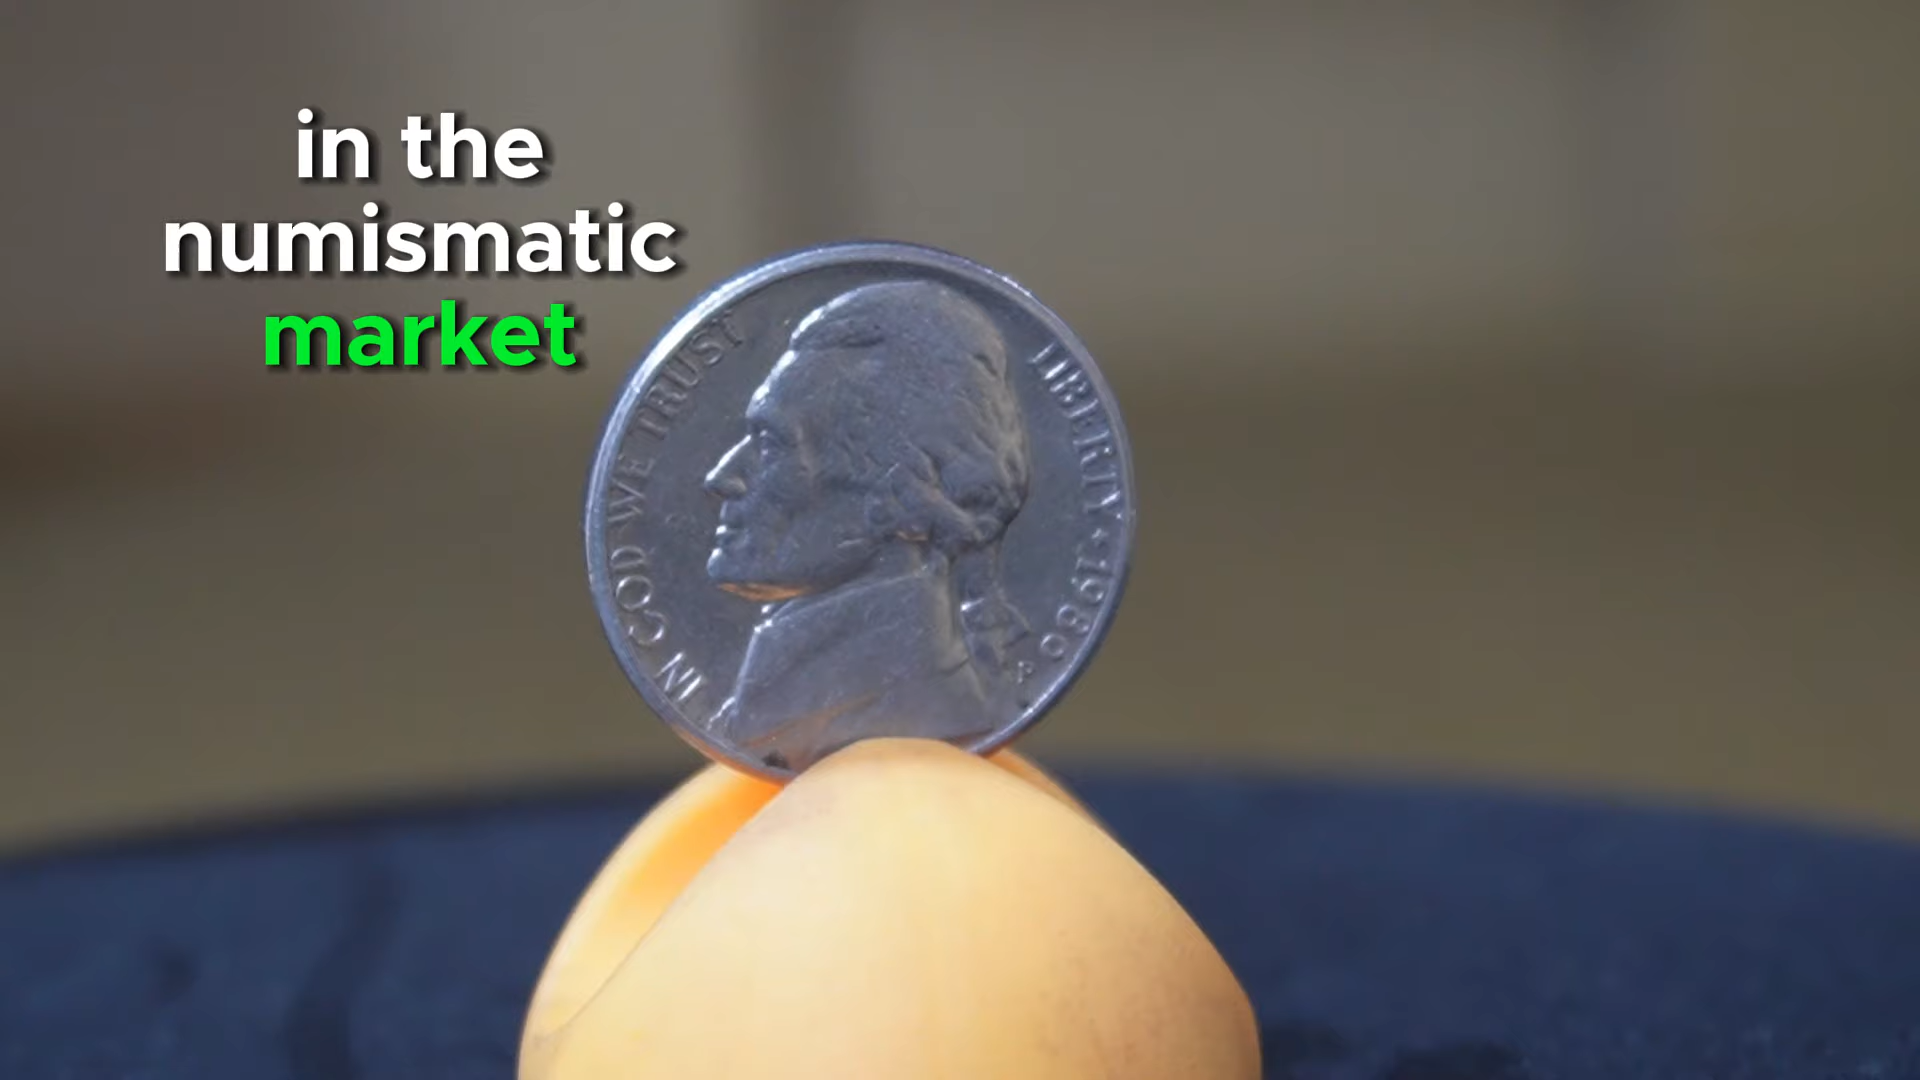 in the
numismatic
market
IN GOD WE TRUST
LIBERTY * 1980
P